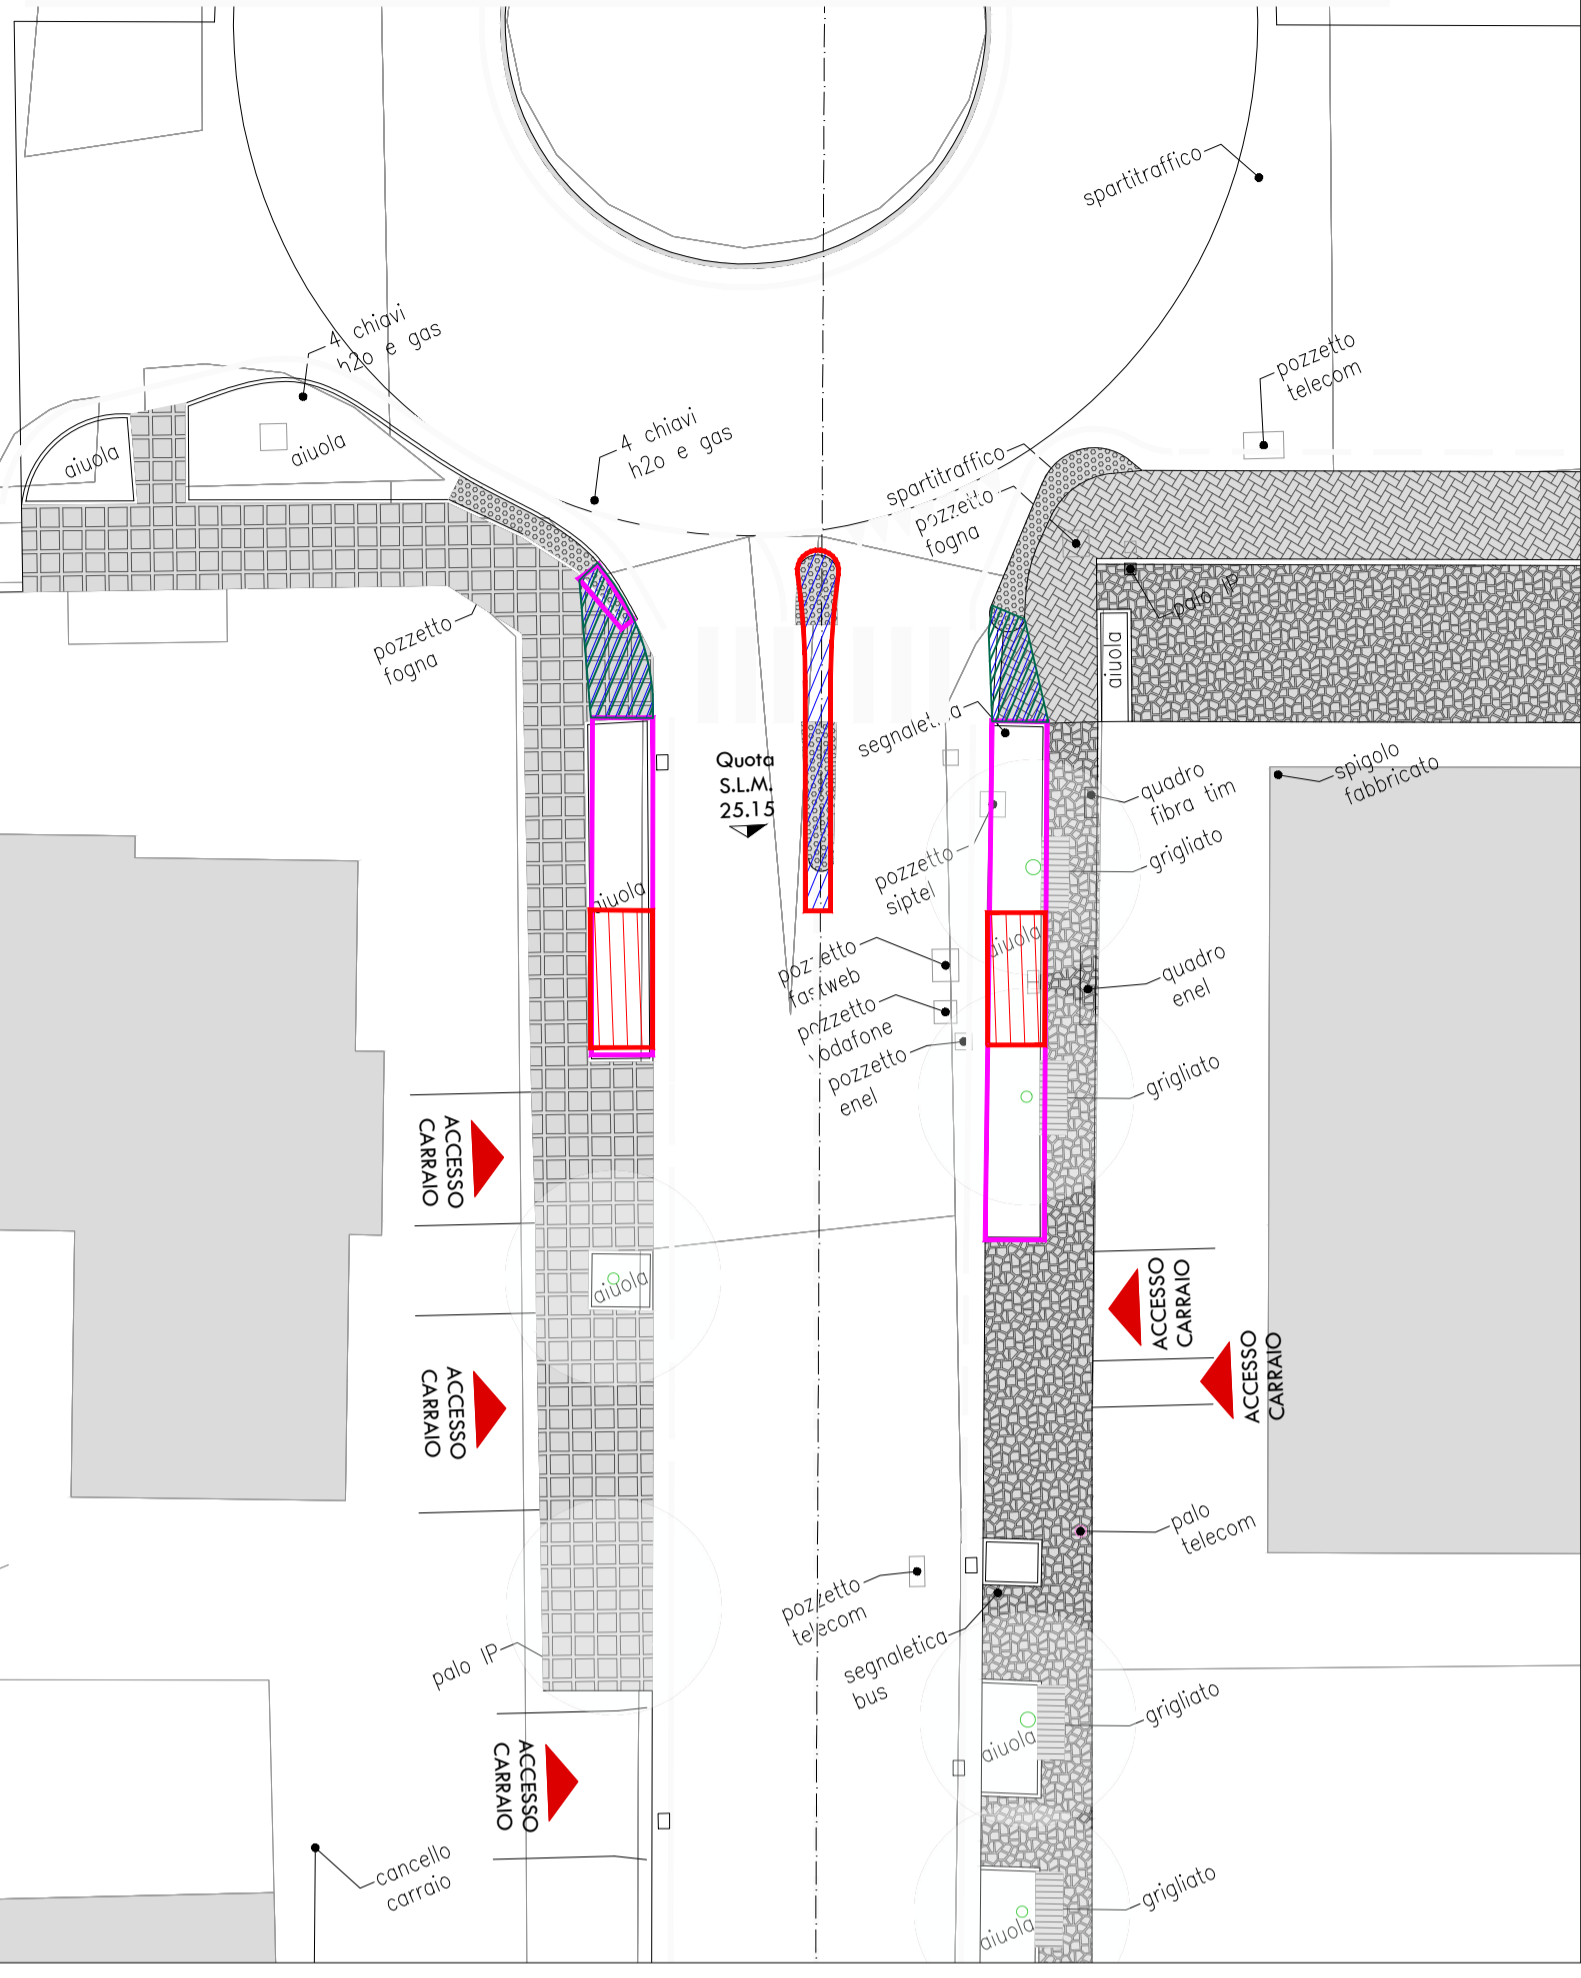 spartitraffico
4 chiavi
h2o e gas
pozzetto
telecom
4 chiavi
h2o e gas
aiuola
aiuola
spartitraffico
pozzetto
fogna
palo IP
pozzetto
fogna
aiuola
segnaletica
Quota
S.L.M.
25.15
spigolo
fabbricato
quadro
fibra tim
grigliato
pozzetto
siptel
aiuola
aiuola
pozzetto
fastweb
quadro
enel
pozzetto
vodafone
pozzetto
enel
grigliato
ACCESSO
CARRAIO
aiuola
ACCESSO
CARRAIO
ACCESSO
CARRAIO
ACCESSO
CARRAIO
palo
telecom
pozzetto
telecom
segnaletica
bus
palo IP
grigliato
aiuola
ACCESSO
CARRAIO
cancello
carraio
grigliato
aiuola